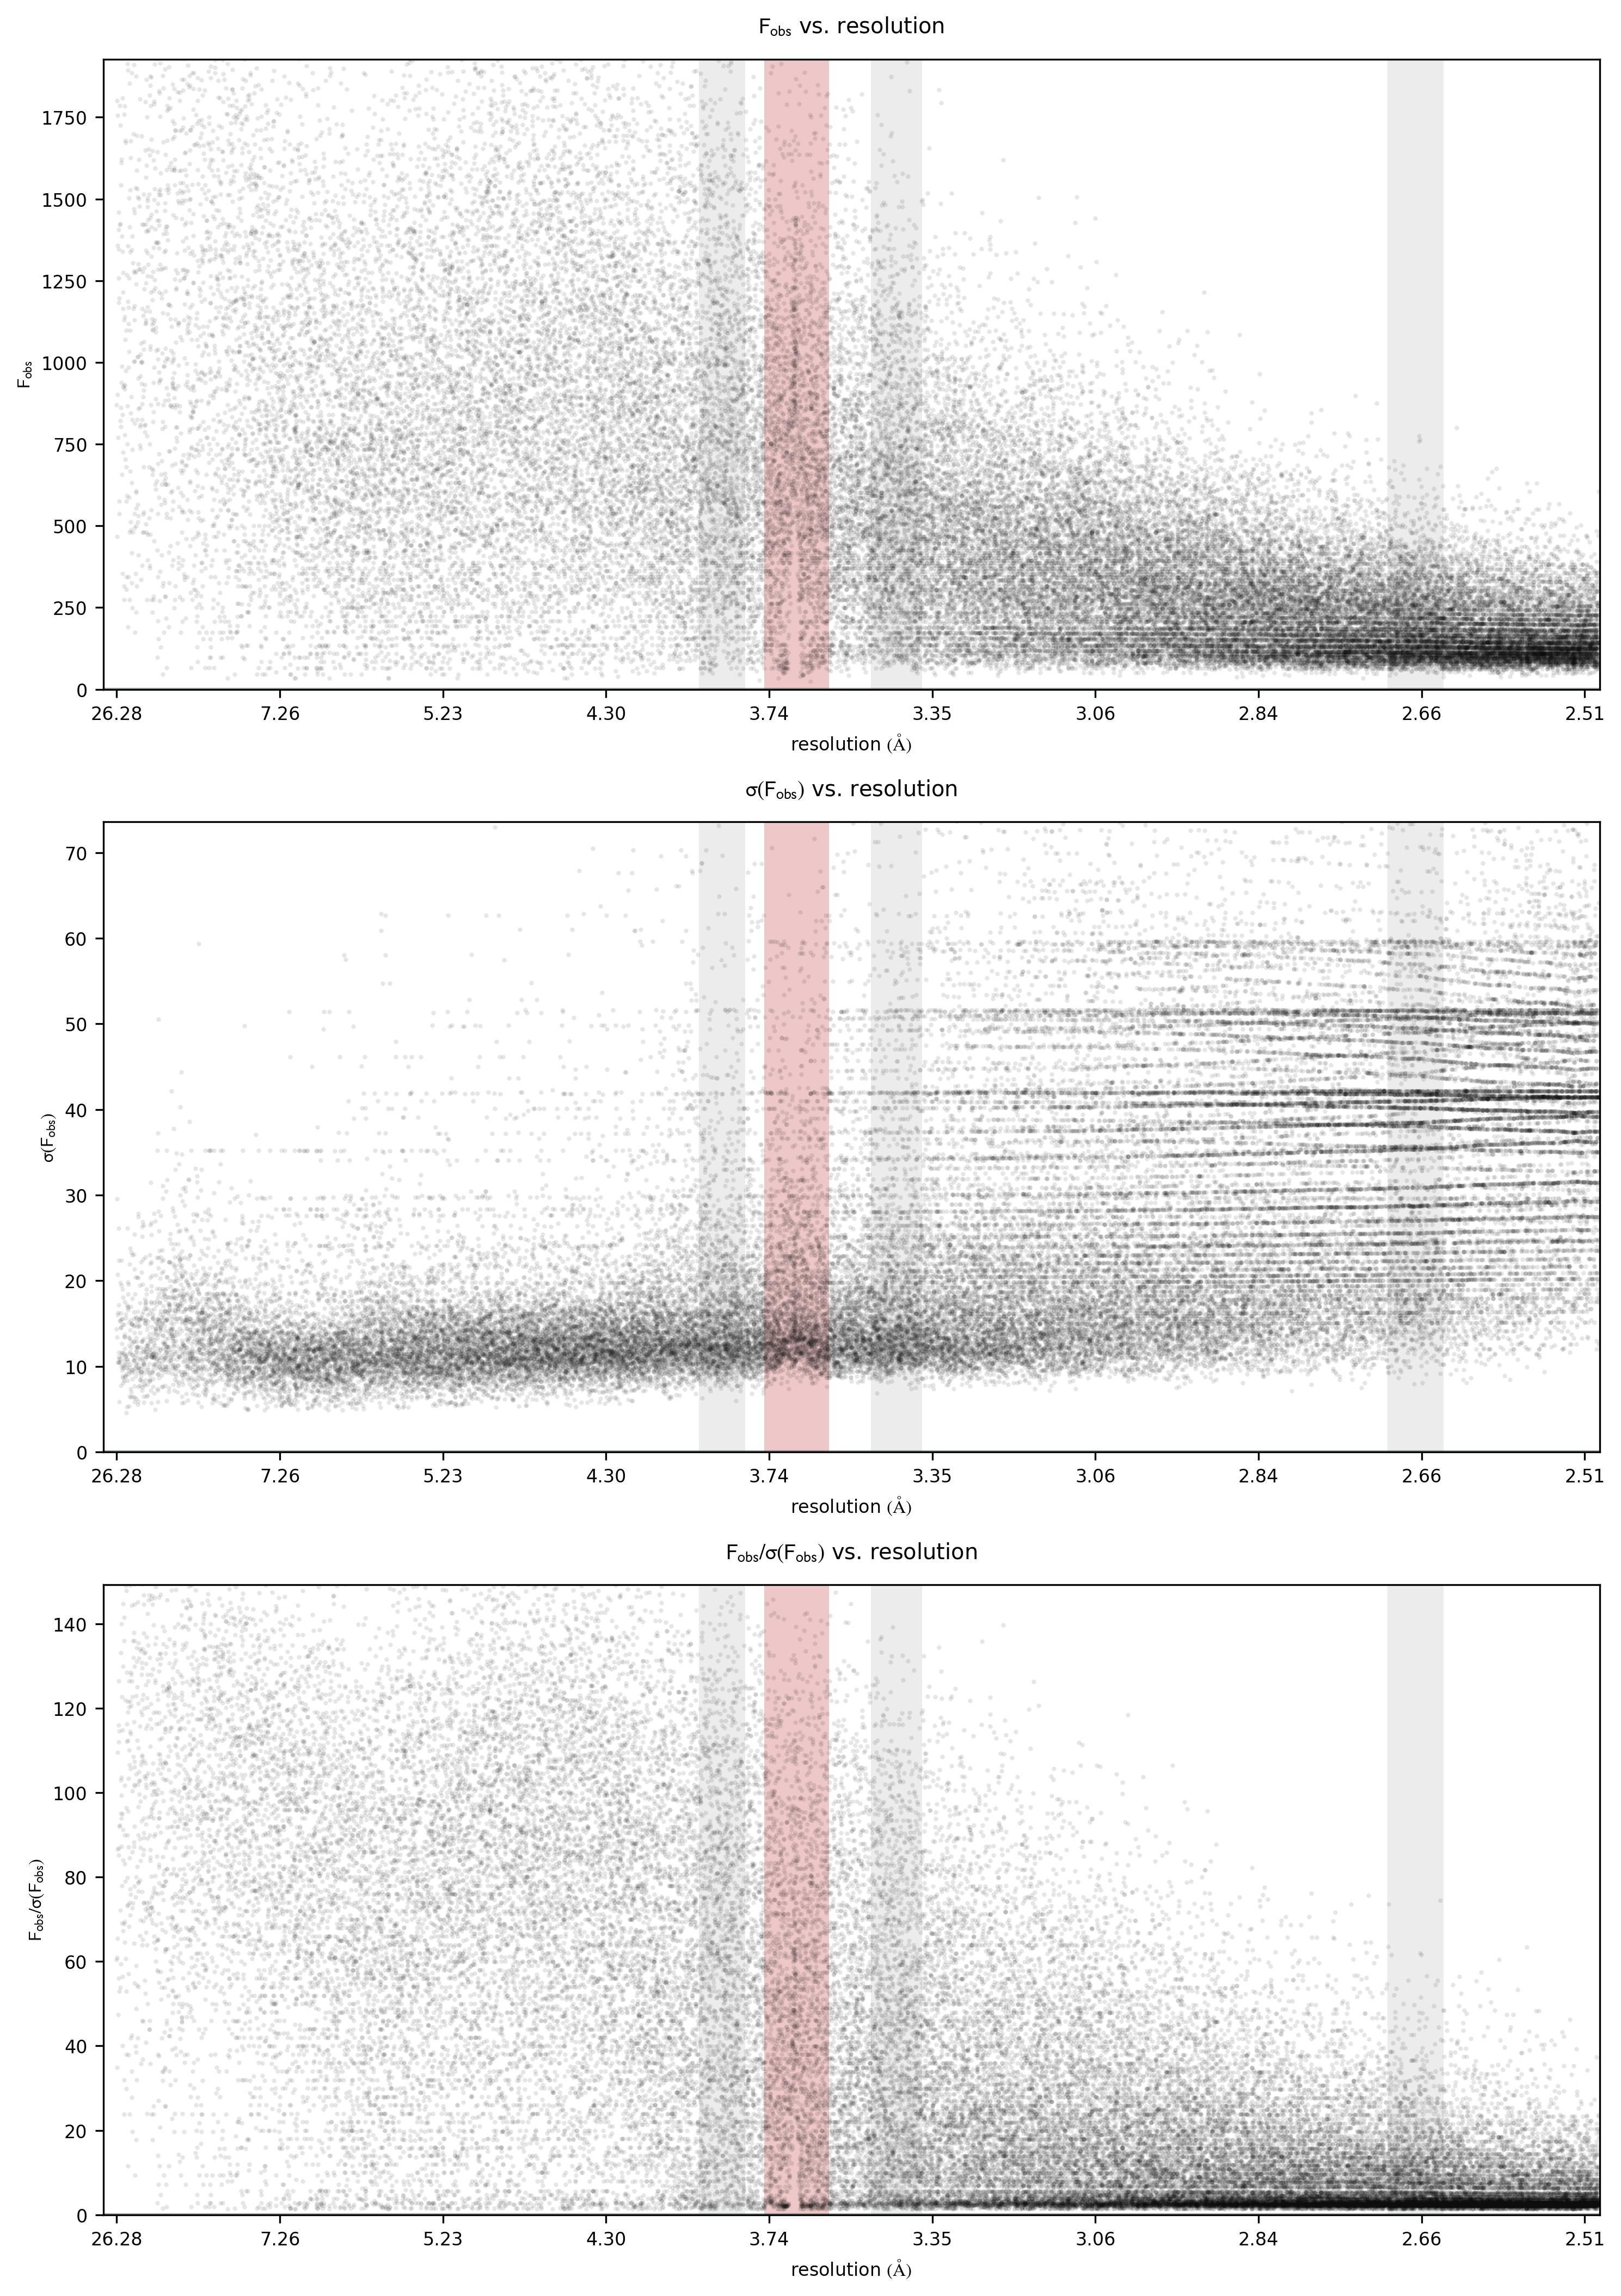 Fobs vs. resolution
1750
1500
1250
1000
750
500
250
0
Fobs
26.28 7.26 5.23 4.30 3.74 3.35 3.06 2.84 2.66 2.51
resolution (Å)
σ(Fobs) vs. resolution
70
60
50
40
30
20
10
0
σ(Fobs)
26.28 7.26 5.23 4.30 3.74 3.35 3.06 2.84 2.66 2.51
resolution (Å)
Fobs/σ(Fobs) vs. resolution
140
120
100
80
60
40
20
0
Fobs/σ(Fobs)
26.28 7.26 5.23 4.30 3.74 3.35 3.06 2.84 2.66 2.51
resolution (Å)